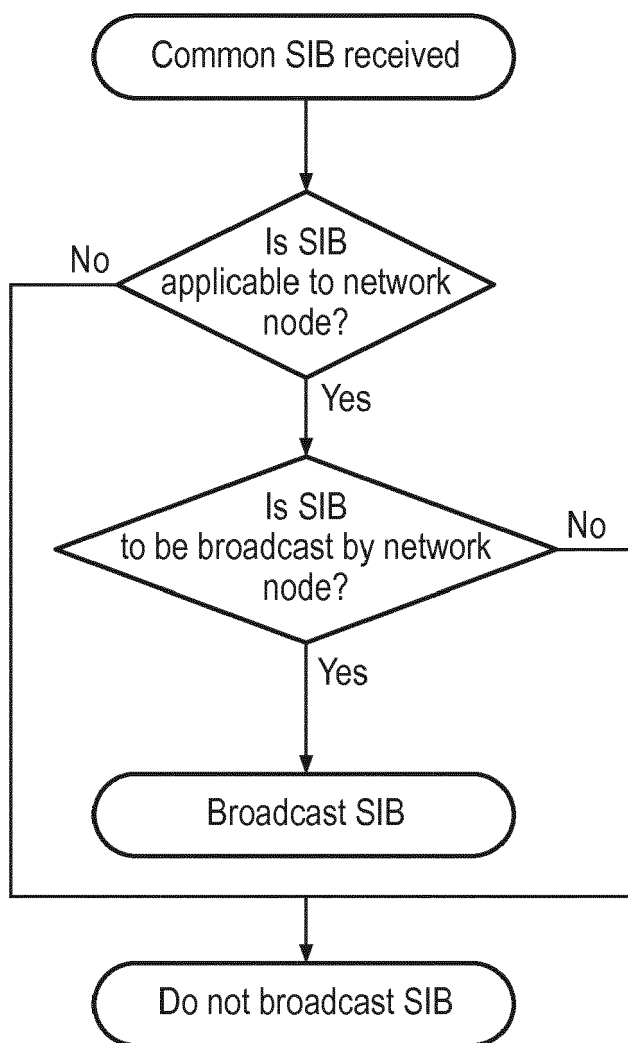 Common SIB received
Is SIB
applicable to network
node?
No
Yes
Is SIB
to be broadcast by network
node?
No
Yes
Broadcast SIB
Do not broadcast SIB